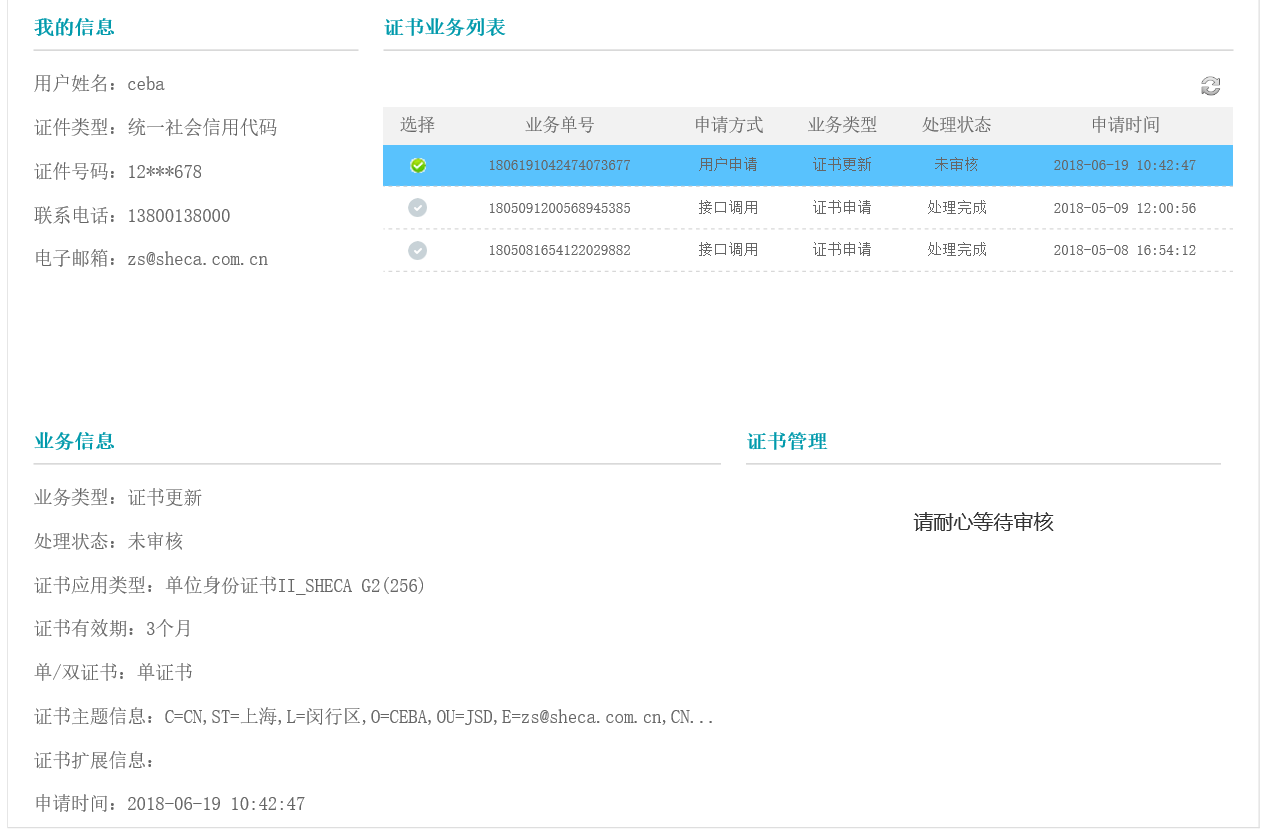 我的信息
用户姓名：ceba
证件类型：统一社会信用代码
证件号码：12***678
联系电话：13800138000
电子邮箱：zs@sheca.com.cn
证书业务列表
选择 业务单号 申请方式 业务类型 处理状态 申请时间
1806191042474073677 用户申请 证书更新 未审核 2018-06-19 10:42:47
1805091200568945385 接口调用 证书申请 处理完成 2018-05-09 12:00:56
1805081654122029882 接口调用 证书申请 处理完成 2018-05-08 16:54:12
业务信息
业务类型：证书更新
处理状态：未审核
证书应用类型：单位身份证书II_SHECA G2(256)
证书有效期：3个月
单/双证书：单证书
证书主题信息：C=CN,ST=上海,L=闵行区,O=CEBA,OU=JSD,E=zs@sheca.com.cn,CN...
证书扩展信息：
申请时间：2018-06-19 10:42:47
证书管理
请耐心等待审核